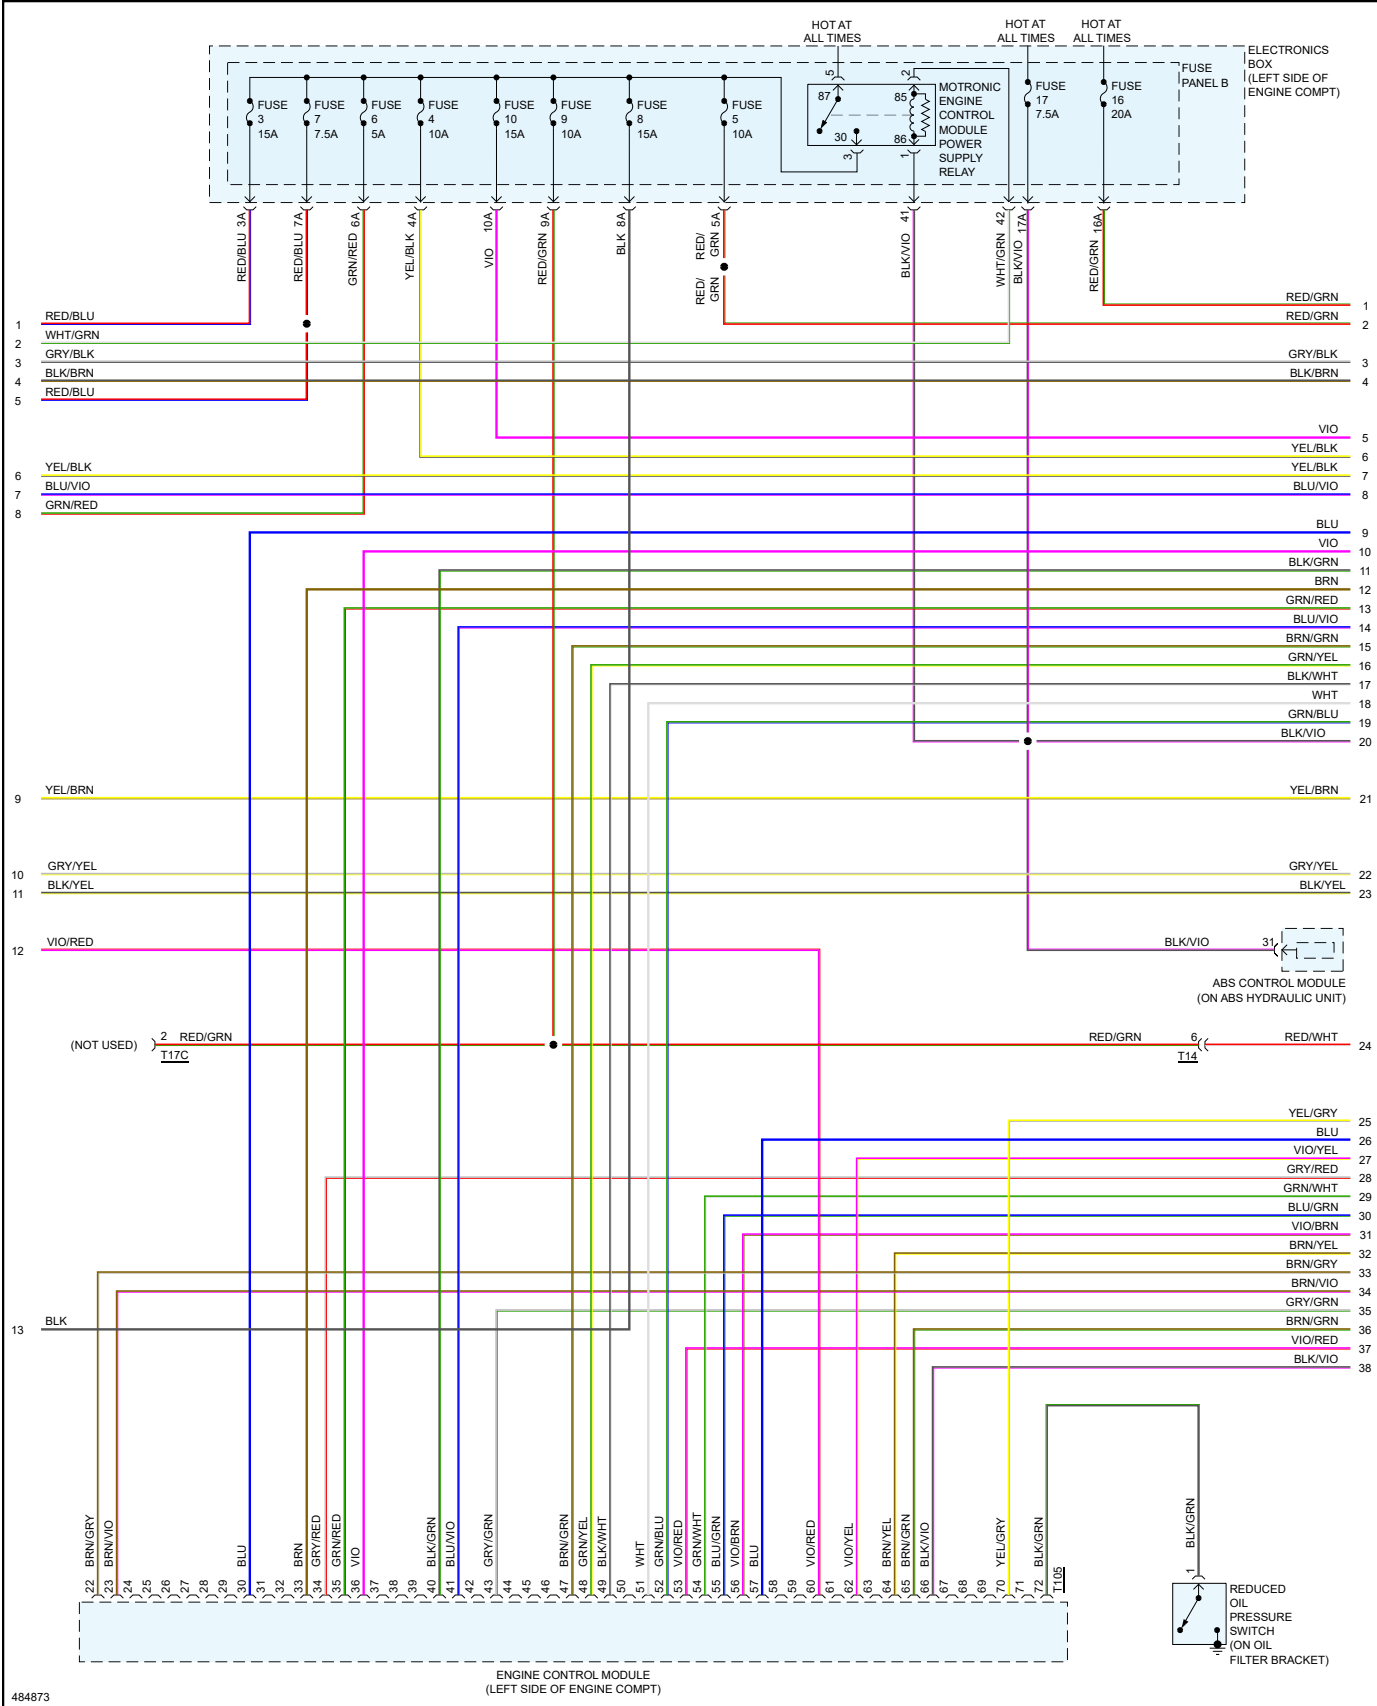 HOT AT
ALL TIMES
HOT AT
ALL TIMES
HOT AT
ALL TIMES
ELECTRONICS
BOX
(LEFT SIDE OF
ENGINE COMPT)
FUSE
PANEL B
FUSE
3
15A
FUSE
7
7.5A
FUSE
6
5A
FUSE
4
10A
FUSE
10
15A
FUSE
9
10A
FUSE
8
15A
FUSE
5
10A
5
2
87
85
30
86
3
1
MOTRONIC
ENGINE
CONTROL
MODULE
POWER
SUPPLY
RELAY
FUSE
17
7.5A
FUSE
16
20A
RED/BLU 3A
RED/BLU 7A
GRN/RED 6A
YEL/BLK 4A
VIO 10A
RED/GRN 9A
BLK 8A
RED/
GRN 5A
RED/
GRN
BLK/VIO 41
WHT/GRN 42
BLK/VIO 17A
RED/GRN 16A
1 RED/BLU
2 WHT/GRN
3 GRY/BLK
4 BLK/BRN
5 RED/BLU
6 YEL/BLK
7 BLU/VIO
8 GRN/RED
9 YEL/BRN
10 GRY/YEL
11 BLK/YEL
12 VIO/RED
13 BLK
RED/GRN 1
RED/GRN 2
GRY/BLK 3
BLK/BRN 4
VIO 5
YEL/BLK 6
YEL/BLK 7
BLU/VIO 8
BLU 9
VIO 10
BLK/GRN 11
BRN 12
GRN/RED 13
BLU/VIO 14
BRN/GRN 15
GRN/YEL 16
BLK/WHT 17
WHT 18
GRN/BLU 19
BLK/VIO 20
YEL/BRN 21
GRY/YEL 22
BLK/YEL 23
BLK/VIO 31
ABS CONTROL MODULE
(ON ABS HYDRAULIC UNIT)
(NOT USED) 2 RED/GRN
T17C
RED/GRN 6
T14
RED/WHT 24
YEL/GRY 25
BLU 26
VIO/YEL 27
GRY/RED 28
GRN/WHT 29
BLU/GRN 30
VIO/BRN 31
BRN/YEL 32
BRN/GRY 33
BRN/VIO 34
GRY/GRN 35
BRN/GRN 36
VIO/RED 37
BLK/VIO 38
22 BRN/GRY
23 BRN/VIO
24
25
26
27
28
29
30 BLU
31
32
33 BRN
34 GRY/RED
35 GRN/RED
36 VIO
37
38
39
40 BLK/GRN
41 BLU/VIO
42
43 GRY/GRN
44
45
46
47 BRN/GRN
48 GRN/YEL
49 BLK/WHT
50
51 WHT
52 GRN/BLU
53 VIO/RED
54 GRN/WHT
55 BLU/GRN
56 VIO/BRN
57 BLU
58
59
60 VIO/RED
61
62 VIO/YEL
63
64 BRN/YEL
65 BRN/GRN
66 BLK/VIO
67
68
69
70 YEL/GRY
71
72 BLK/GRN
T105
BLK/GRN
1
REDUCED
OIL
PRESSURE
SWITCH
(ON OIL
FILTER BRACKET)
ENGINE CONTROL MODULE
(LEFT SIDE OF ENGINE COMPT)
484873